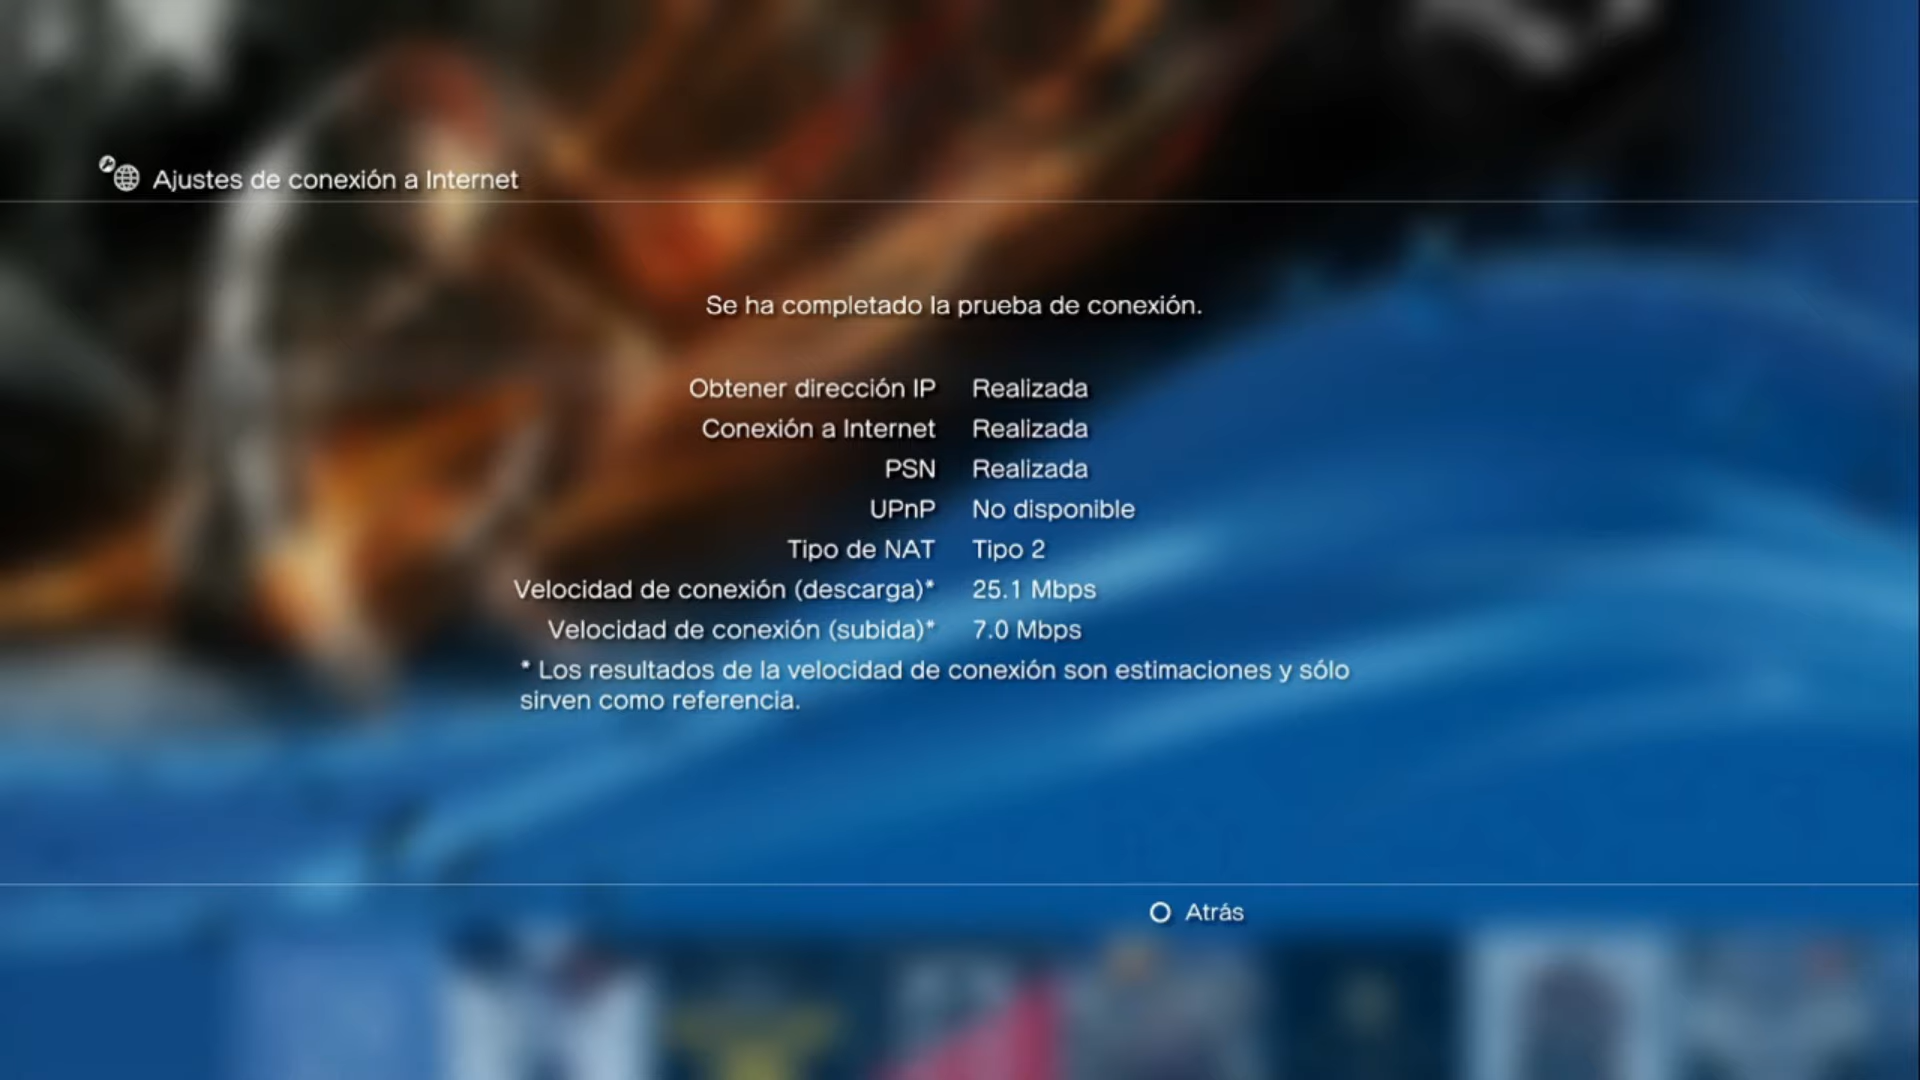 Ajustes de conexión a Internet
Se ha completado la prueba de conexión.
Obtener dirección IP Realizada
Conexión a Internet Realizada
PSN Realizada
UPnP No disponible
Tipo de NAT Tipo 2
Velocidad de conexión (descarga)* 25.1 Mbps
Velocidad de conexión (subida)* 7.0 Mbps
* Los resultados de la velocidad de conexión son estimaciones y sólo
sirven como referencia.
Atrás